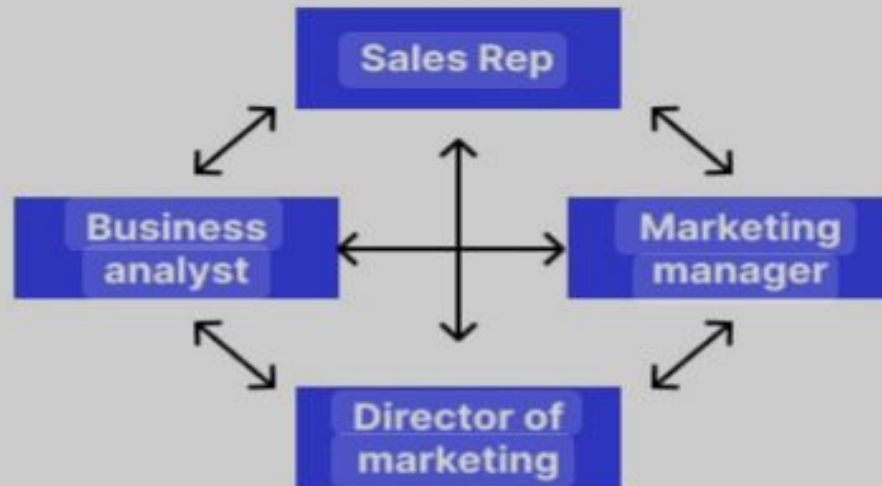 Sales Rep
Business
analyst
Marketing
manager
Director of
marketing